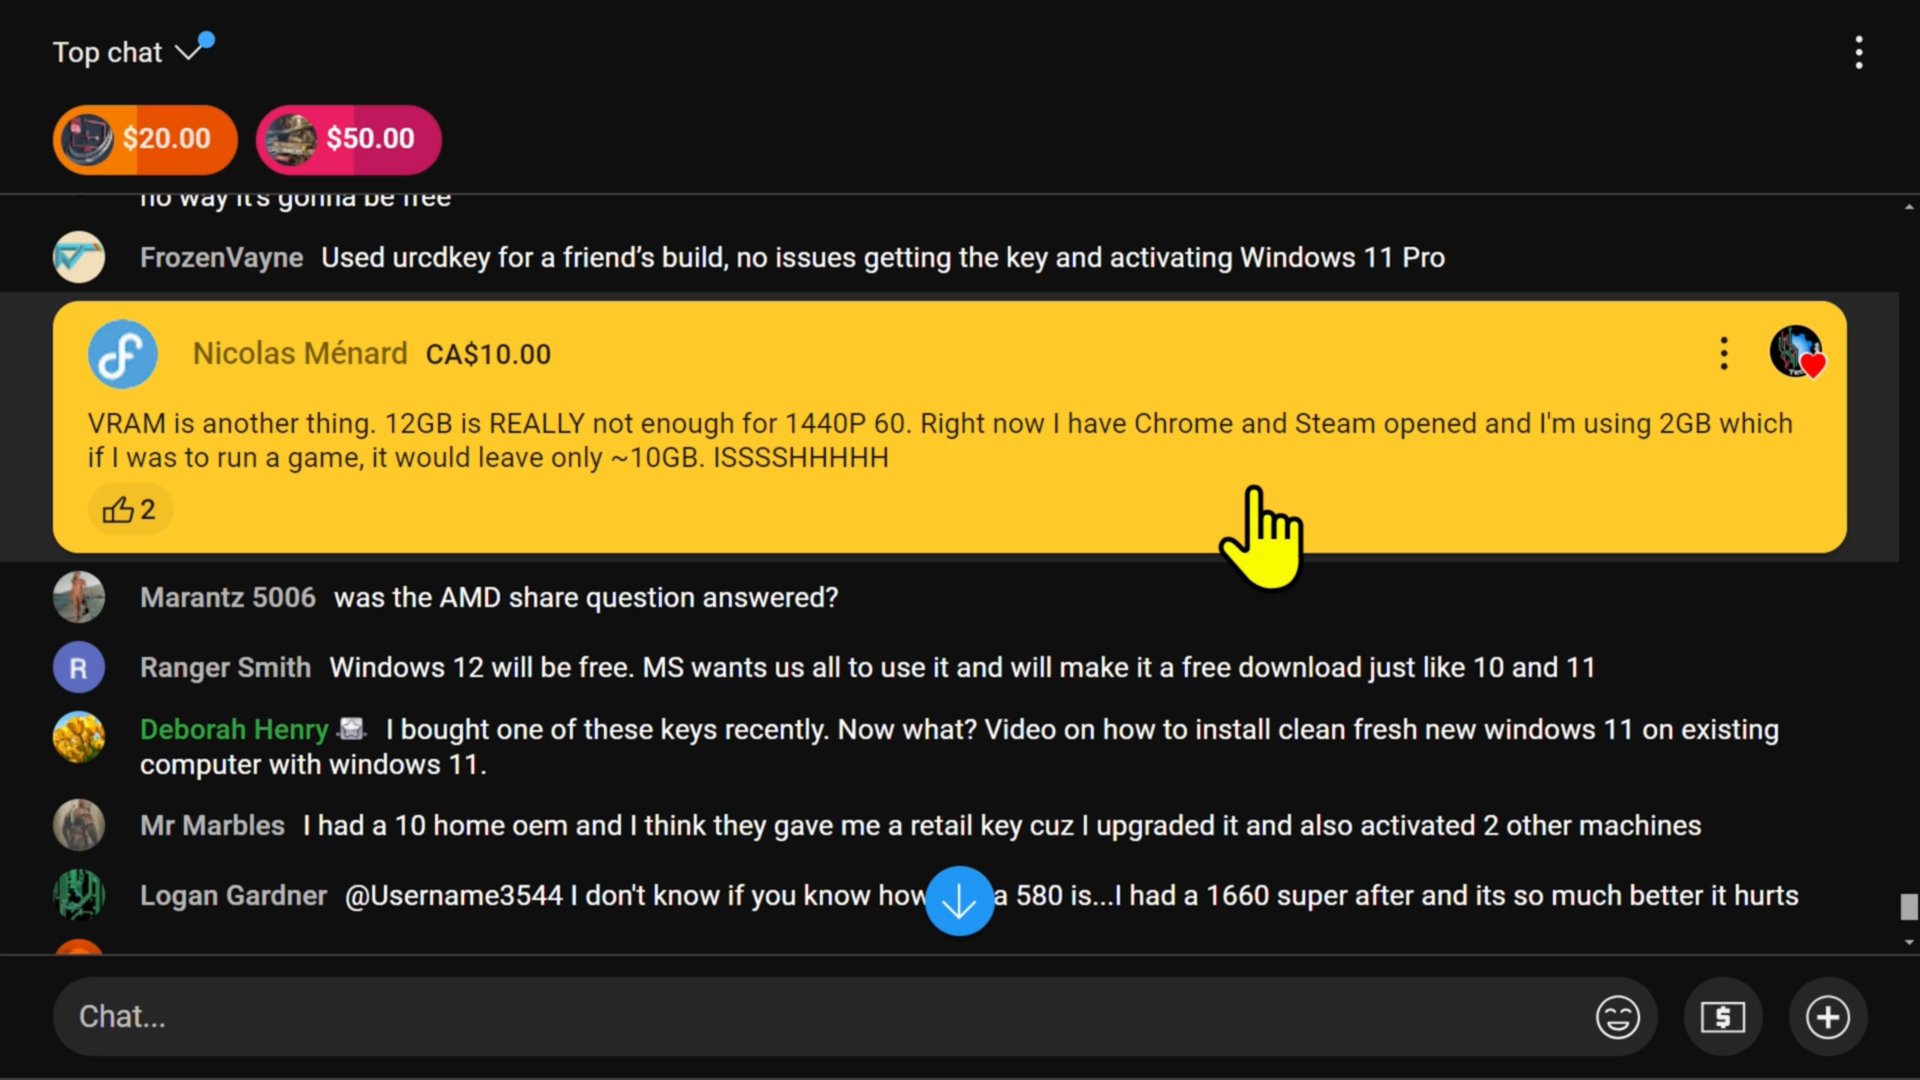 Top chat
$20.00 $50.00
no way it's gonna be free
FrozenVayne Used urcdkey for a friend’s build, no issues getting the key and activating Windows 11 Pro
Nicolas Ménard CA$10.00
VRAM is another thing. 12GB is REALLY not enough for 1440P 60. Right now I have Chrome and Steam opened and I'm using 2GB which
if I was to run a game, it would leave only ~10GB. ISSSSHHHHH
2
Marantz 5006 was the AMD share question answered?
R
Ranger Smith Windows 12 will be free. MS wants us all to use it and will make it a free download just like 10 and 11
Deborah Henry I bought one of these keys recently. Now what? Video on how to install clean fresh new windows 11 on existing
computer with windows 11.
Mr Marbles I had a 10 home oem and I think they gave me a retail key cuz I upgraded it and also activated 2 other machines
Logan Gardner @Username3544 I don't know if you know how a 580 is...I had a 1660 super after and its so much better it hurts
Chat...